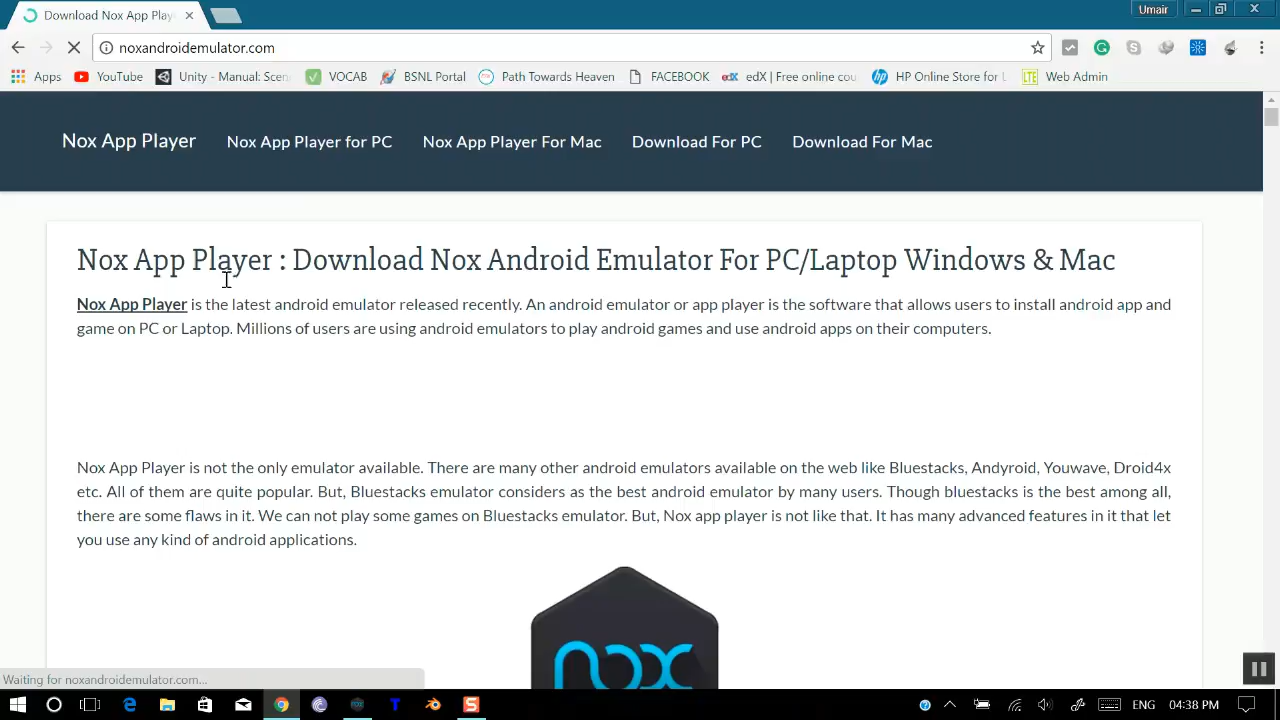 Download Nox App Play
Umair
noxandroidemulator.com
Apps
YouTube
Unity - Manual: Scen
VOCAB
BSNL Portal
Path Towards Heaven
FACEBOOK
edX | Free online cou
HP Online Store for L
LTE
Web Admin
Nox App Player
Nox App Player for PC
Nox App Player For Mac
Download For PC
Download For Mac
Nox App Player : Download Nox Android Emulator For PC/Laptop Windows & Mac
Nox App Player is the latest android emulator released recently. An android emulator or app player is the software that allows users to install android app and
game on PC or Laptop. Millions of users are using android emulators to play android games and use android apps on their computers.
Nox App Player is not the only emulator available. There are many other android emulators available on the web like Bluestacks, Andyroid, Youwave, Droid4x
etc. All of them are quite popular. But, Bluestacks emulator considers as the best android emulator by many users. Though bluestacks is the best among all,
there are some flaws in it. We can not play some games on Bluestacks emulator. But, Nox app player is not like that. It has many advanced features in it that let
you use any kind of android applications.
nox
Waiting for noxandroidemulator.com...
ENG
04:38 PM